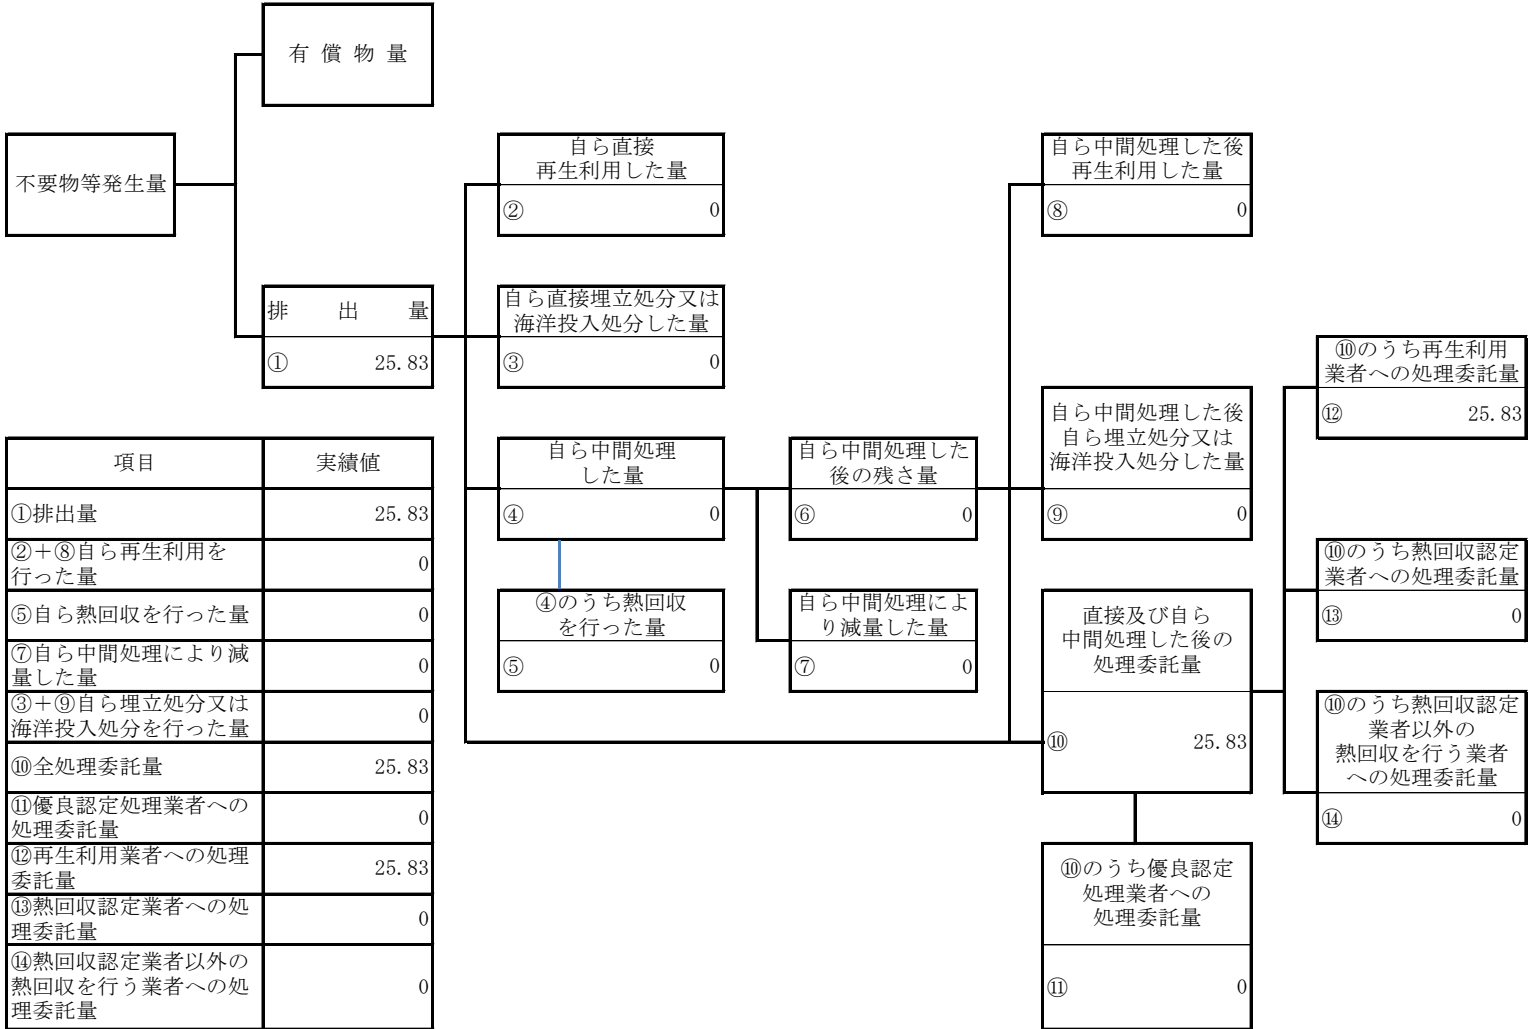 有 償 物 量
不要物等発生量
自ら直接
再生利用した量
② 0
自ら中間処理した後
再生利用した量
⑧ 0
排 出 量
① 25.83
自ら直接埋立処分又は
海洋投入処分した量
③ 0
⑩のうち再生利用
業者への処理委託量
⑫ 25.83
自ら中間処理
した量
④ 0
自ら中間処理した
後の残さ量
⑥ 0
自ら中間処理した後
自ら埋立処分又は
海洋投入処分した量
⑨ 0
⑩のうち熱回収認定
業者への処理委託量
⑬ 0
④のうち熱回収
を行った量
⑤ 0
自ら中間処理によ
り減量した量
⑦ 0
直接及び自ら
中間処理した後の
処理委託量
⑩ 25.83
⑩のうち熱回収認定
業者以外の
熱回収を行う業者
への処理委託量
⑭ 0
⑩のうち優良認定
処理業者への
処理委託量
⑪ 0
項目 実績値
①排出量 25.83
②+⑧自ら再生利用を
行った量 0
⑤自ら熱回収を行った量 0
⑦自ら中間処理により減
量した量 0
③+⑨自ら埋立処分又は
海洋投入処分を行った量 0
⑩全処理委託量 25.83
⑪優良認定処理業者への
処理委託量 0
⑫再生利用業者への処理
委託量 25.83
⑬熱回収認定業者への処
理委託量 0
⑭熱回収認定業者以外の
熱回収を行う業者への処
理委託量 0